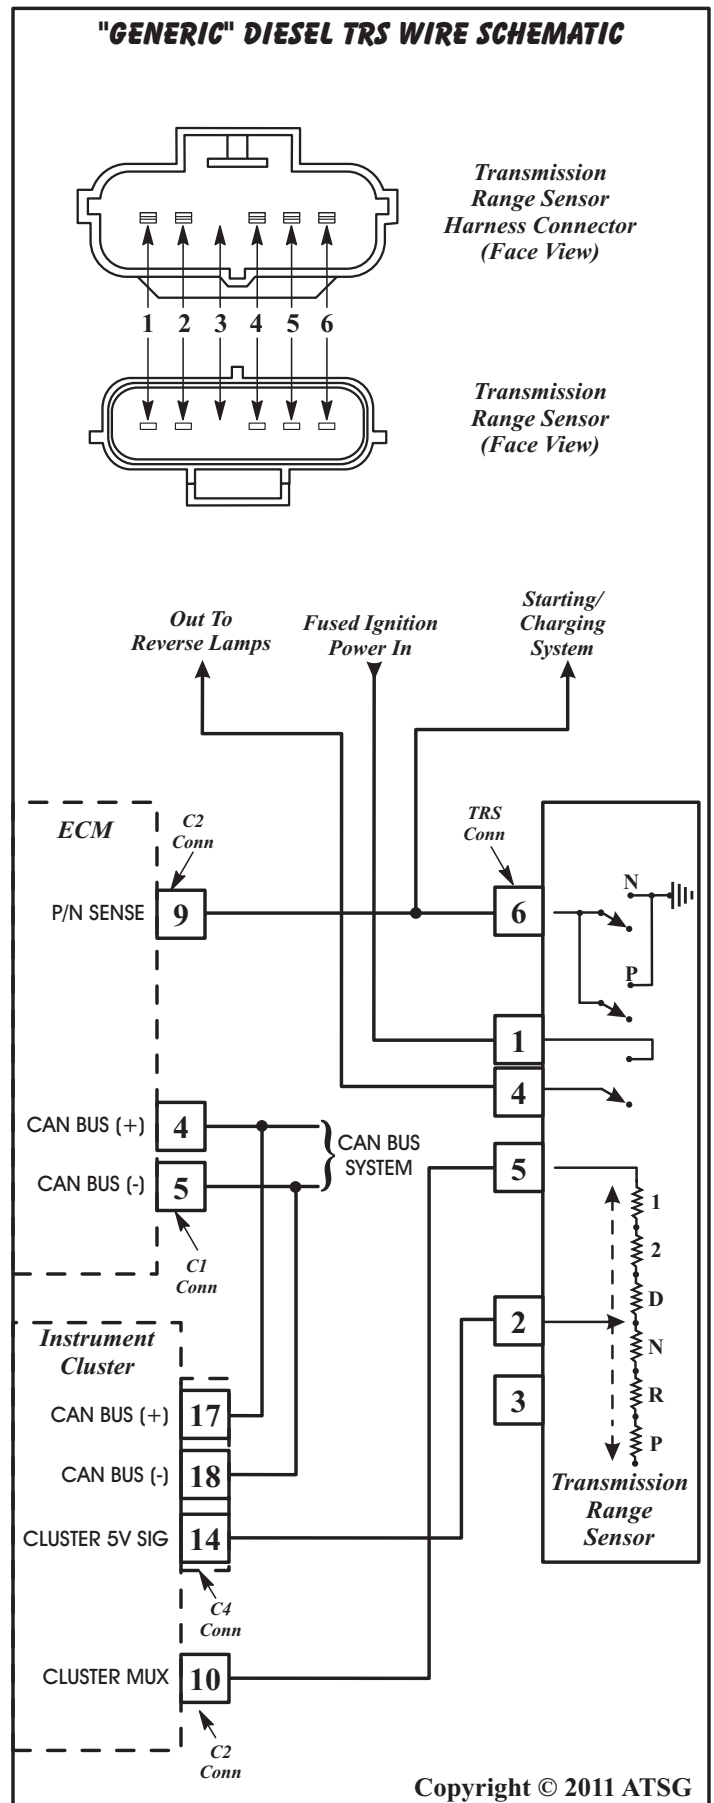 "GENERIC" DIESEL TRS WIRE SCHEMATIC
Transmission
Range Sensor
Harness Connector
(Face View)
1 2 3 4 5 6
Transmission
Range Sensor
(Face View)
Out To
Reverse Lamps
Fused Ignition
Power In
Starting/
Charging
System
ECM
C2
Conn
TRS
Conn
P/N SENSE
9
6
N
P
1
4
CAN BUS (+)
4
CAN BUS (-)
5
CAN BUS
SYSTEM
C1
Conn
5
1
2
D
N
R
P
2
3
Transmission
Range
Sensor
Instrument
Cluster
CAN BUS (+)
17
CAN BUS (-)
18
CLUSTER 5V SIG
14
C4
Conn
CLUSTER MUX
10
C2
Conn
Copyright © 2011 ATSG